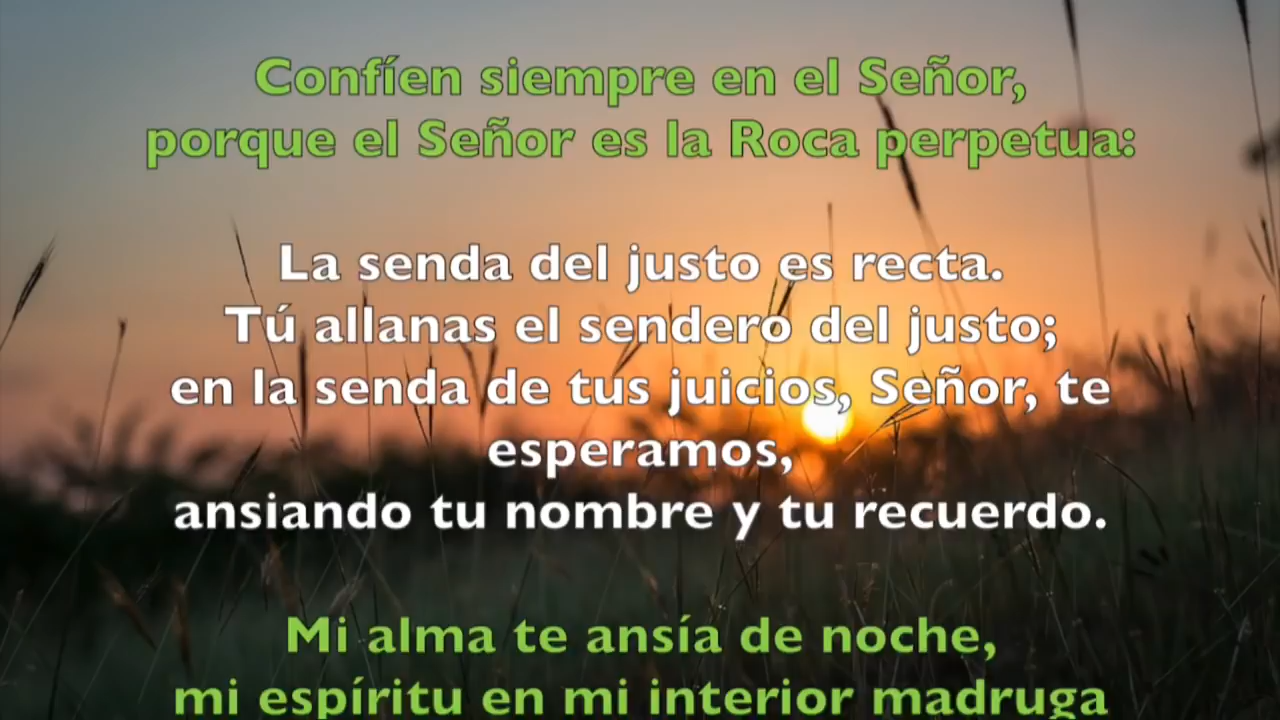 Confíen siempre en el Señor,
porque el Señor es la Roca perpetua:
La senda del justo es recta.
Tú allanas el sendero del justo;
en la senda de tus juicios, Señor, te
esperamos,
ansiando tu nombre y tu recuerdo.
Mi alma te ansía de noche,
mi espíritu en mi interior madruga